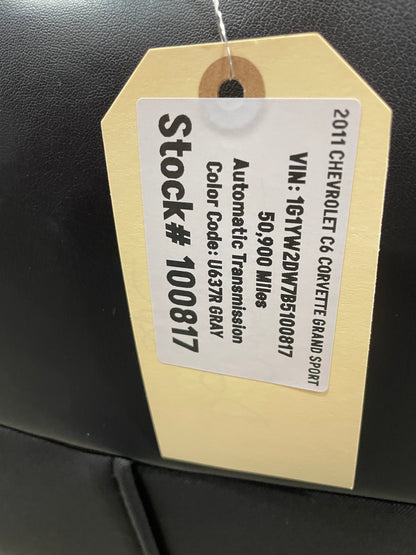 2011 CHEVROLET C6 CORVETTE GRAND SPORT
VIN: 1G1YW2DW7B5100817
50,900 Miles
Automatic Transmission
Color Code: U637R GRAY
Stock# 100817